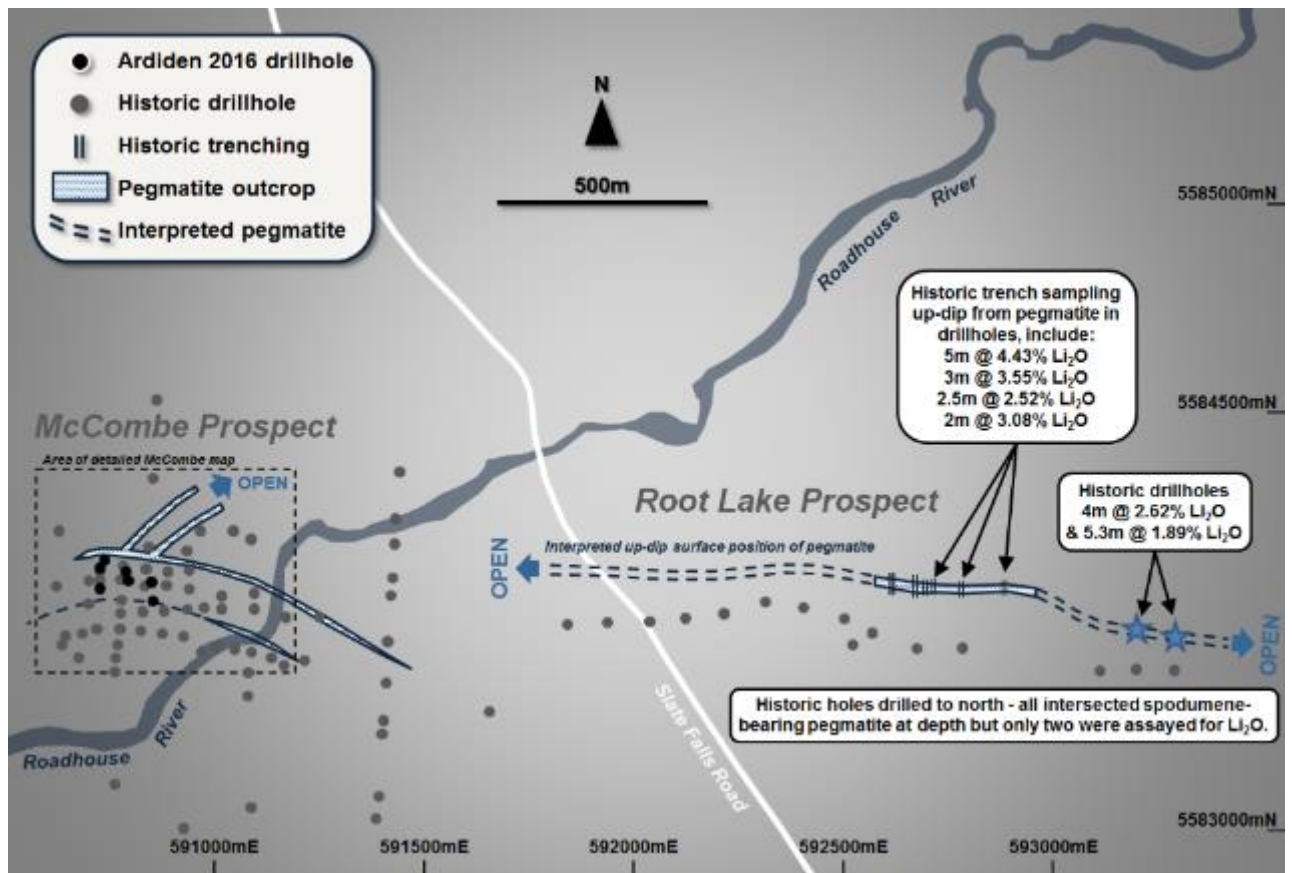 Ardiden 2016 drillhole
Historic drillhole
Historic trenching
Pegmatite outcrop
Interpreted pegmatite
N
500m
Roadhouse River
5585000mN
Historic trench sampling
up-dip from pegmatite in
drillholes, include:
5m @ 4.43% Li₂O
3m @ 3.55% Li₂O
2.5m @ 2.52% Li₂O
2m @ 3.08% Li₂O
5584500mN
McCombe Prospect
Area of detailed McCombe map
OPEN
Root Lake Prospect
Historic drillholes
4m @ 2.62% Li₂O
& 5.3m @ 1.89% Li₂O
OPEN
Interpreted up-dip surface position of pegmatite
OPEN
Historic holes drilled to north - all intersected spodumene-
bearing pegmatite at depth but only two were assayed for Li₂O.
Slate Falls Road
Roadhouse River
5583000mN
591000mE
591500mE
592000mE
592500mE
593000mE